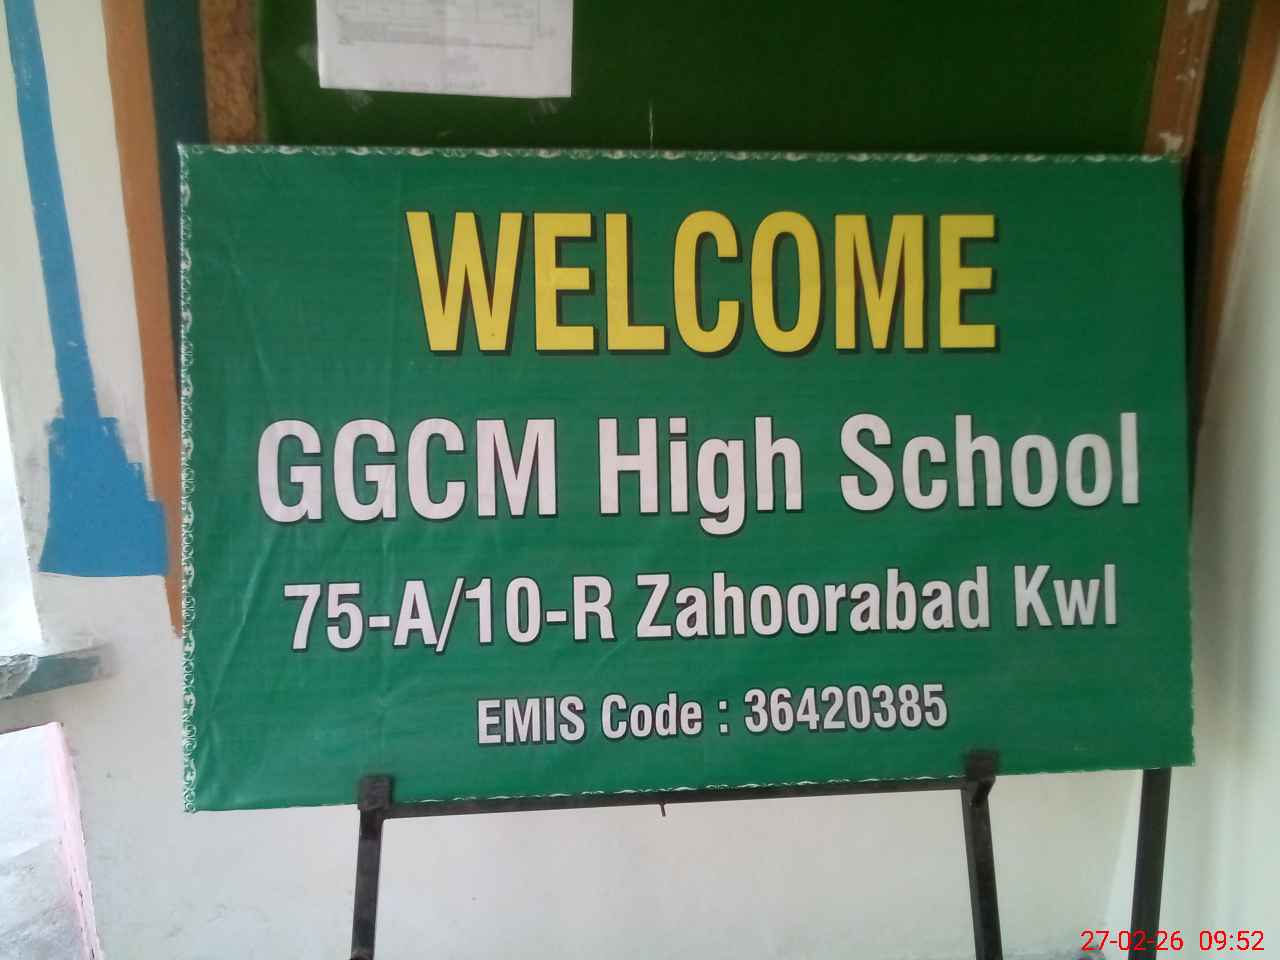 WELCOME
GGCM High School
75-A/10-R Zahoorabad Kwl
EMIS Code : 36420385
27-02-26 09:52